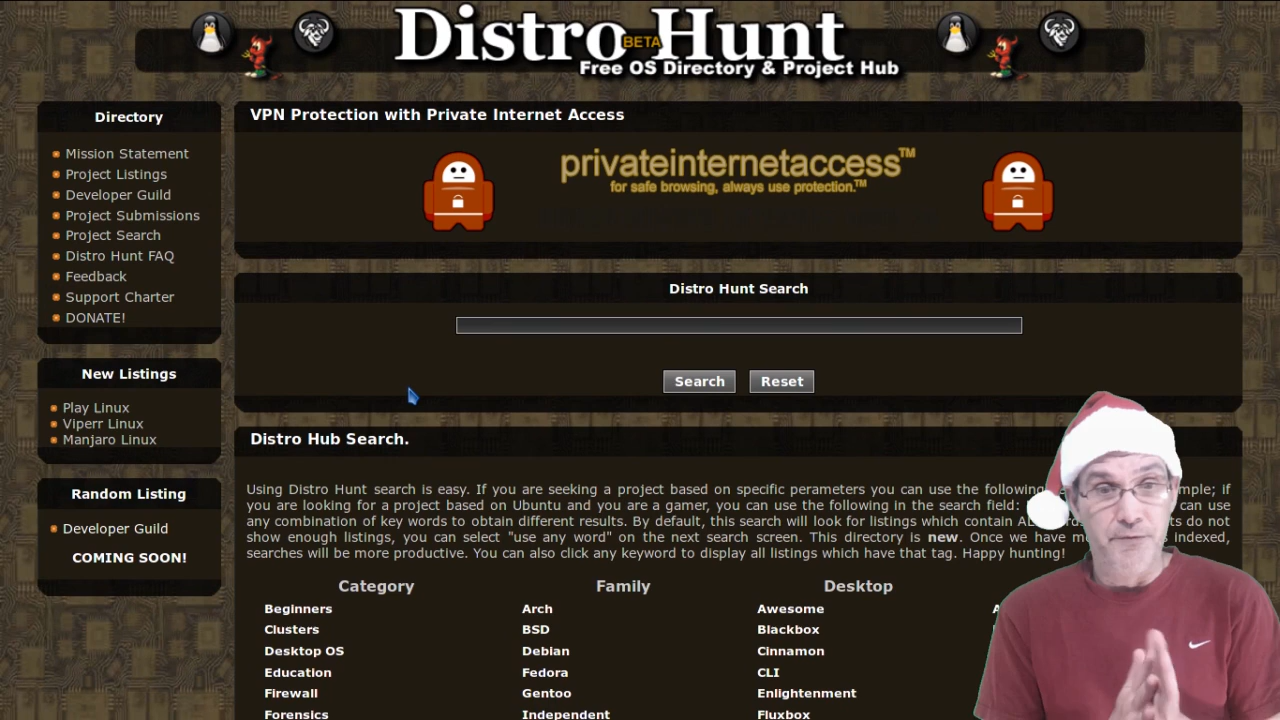 Distro Hunt
BETA
Free OS Directory & Project Hub
Directory
Mission Statement
Project Listings
Developer Guild
Project Submissions
Project Search
Distro Hunt FAQ
Feedback
Support Charter
DONATE!
New Listings
Play Linux
Viperr Linux
Manjaro Linux
Random Listing
Developer Guild
COMING SOON!
VPN Protection with Private Internet Access
privateinternetaccess™
for safe browsing, always use protection.™
Distro Hunt Search
Search Reset
Distro Hub Search.
Using Distro Hunt search is easy. If you are seeking a project based on specific perameters you can use the following if
you are looking for a project based on Ubuntu and you are a gamer, you can use the following in the search field: can use
any combination of key words to obtain different results. By default, this search will look for listings which contain do not
show enough listings, you can select "use any word" on the next search screen. This directory is new. Once we have indexed,
searches will be more productive. You can also click any keyword to display all listings which have that tag. Happy hunting!
Category Family Desktop
Beginners Arch Awesome
Clusters BSD Blackbox
Desktop OS Debian Cinnamon
Education Fedora CLI
Firewall Gentoo Enlightenment
Forensics Independent Fluxbox